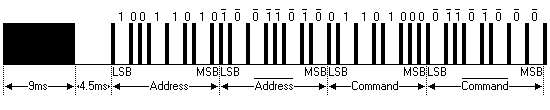 1 0 0 1 1 0 1 0 1̅ 0̅ 0̅ 1̅ 1̅ 0̅ 1̅ 0̅ 0 1 1 0 1 0 0 0 0̅ 1̅ 1̅ 0̅ 1̅ 0̅ 0̅ 0̅
LSB MSB LSB MSB LSB MSB LSB MSB
9ms 4.5ms Address A̅d̅d̅r̅e̅s̅s̅ Command C̅o̅m̅m̅a̅n̅d̅